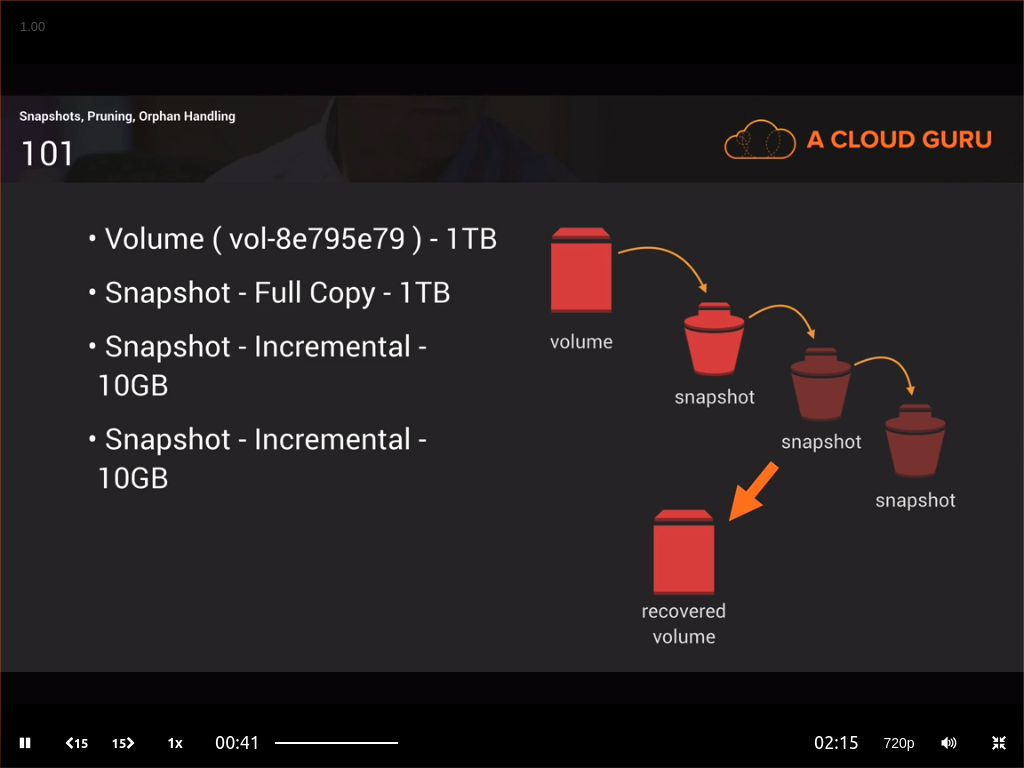 1.00
Snapshots, Pruning, Orphan Handling
101
A CLOUD GURU
• Volume ( vol-8e795e79 ) - 1TB
• Snapshot - Full Copy - 1TB
• Snapshot - Incremental -
10GB
• Snapshot - Incremental -
10GB
volume
snapshot
snapshot
snapshot
recovered
volume
15 15 1x 00:41 02:15 720p